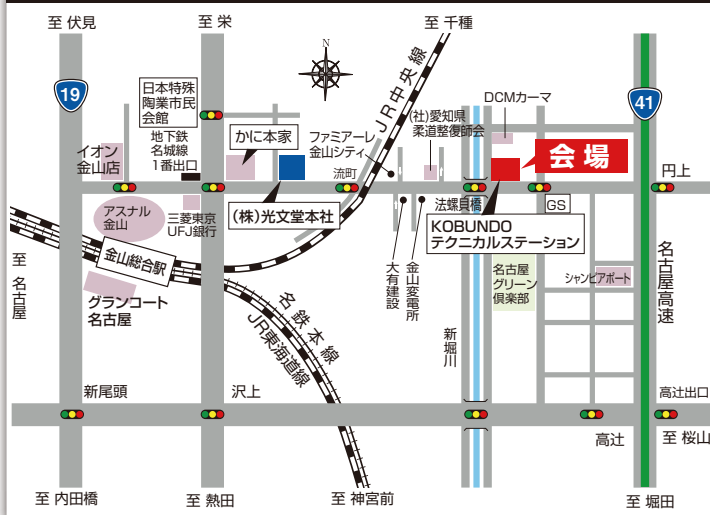 至 伏見
至 栄
至 千種
N
19
日本特殊
陶業市民
会館
地下鉄
名城線
1番出口
かに本家
ファミアーレ
金山シティ
JR中央線
(社)愛知県
柔道整復師会
DCMカーマ
41
イオン
金山店
流町
会場
円上
アスナル
金山
三菱東京
UFJ銀行
(株)光文堂本社
法螺貝橋
GS
KOBUNDO
テクニカルステーション
金山総合駅
至 名古屋
グランコート
名古屋
大有建設
金山変電所
名古屋
グリーン
倶楽部
シャンピアポート
名古屋高速
名鉄本線
JR東海道線
新堀川
新尾頭
沢上
高辻出口
高辻
至 桜山
至 内田橋
至 熱田
至 神宮前
至 堀田